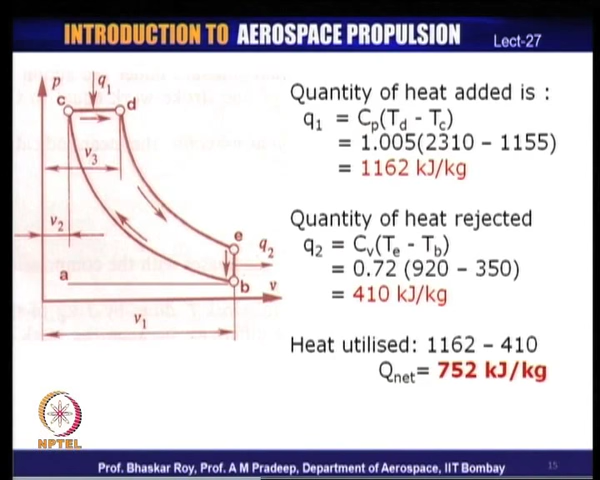 INTRODUCTION TO AEROSPACE PROPULSION
Lect-27
p
q1
c
d
v3
v2
e
q2
a
b
v
v1
Quantity of heat added is :
q1 = Cp(Td - Tc)
= 1.005(2310 – 1155)
= 1162 kJ/kg
Quantity of heat rejected
q2 = Cv(Te - Tb)
= 0.72 (920 – 350)
= 410 kJ/kg
Heat utilised: 1162 – 410
Qnet= 752 kJ/kg
NPTEL
Prof. Bhaskar Roy, Prof. A M Pradeep, Department of Aerospace, IIT Bombay
15